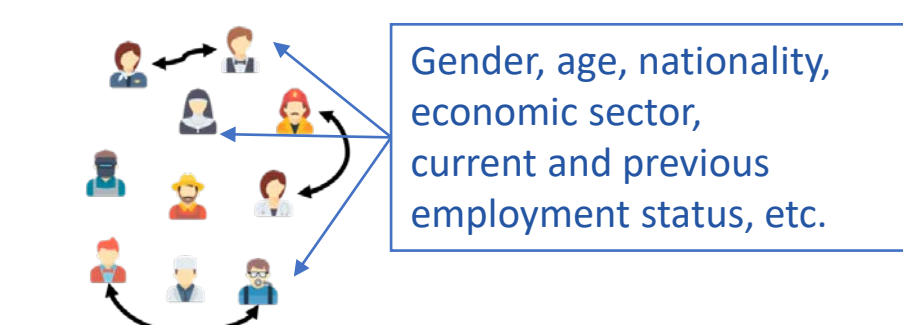 Gender, age, nationality,
economic sector,
current and previous
employment status, etc.